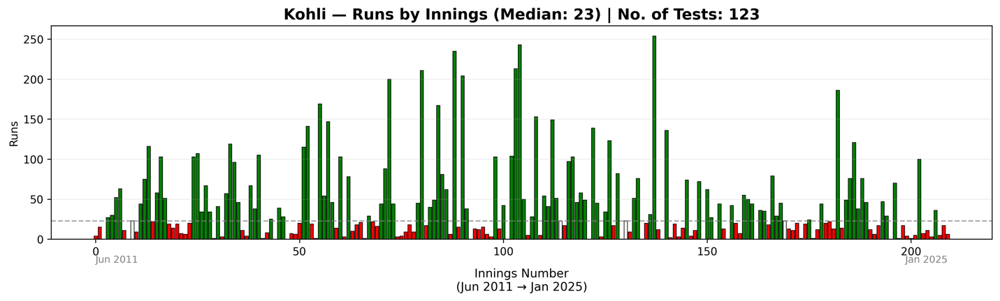 Kohli — Runs by Innings (Median: 23) | No. of Tests: 123
250
200
150
100
50
0
Runs
0 50 100 150 200
Jun 2011 Jan 2025
Innings Number
(Jun 2011 → Jan 2025)